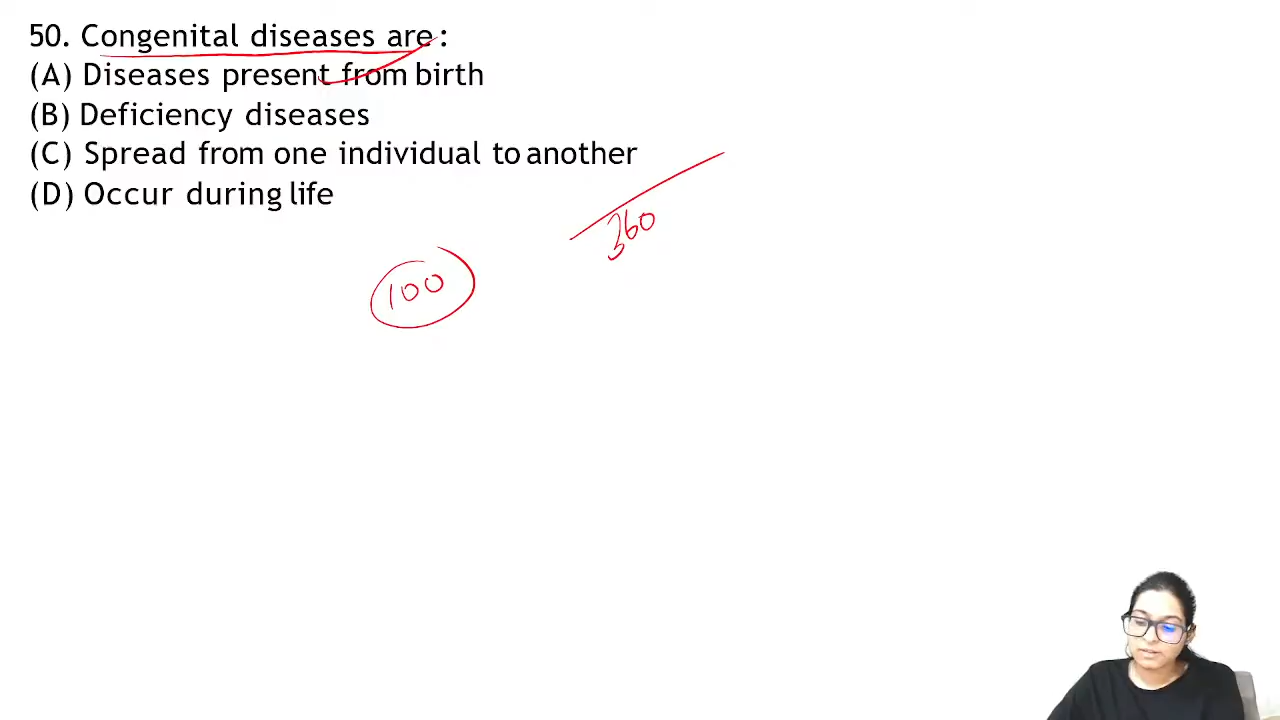 50. Congenital diseases are:
(A) Diseases present from birth
(B) Deficiency diseases
(C) Spread from one individual to another
(D) Occur during life
360
100